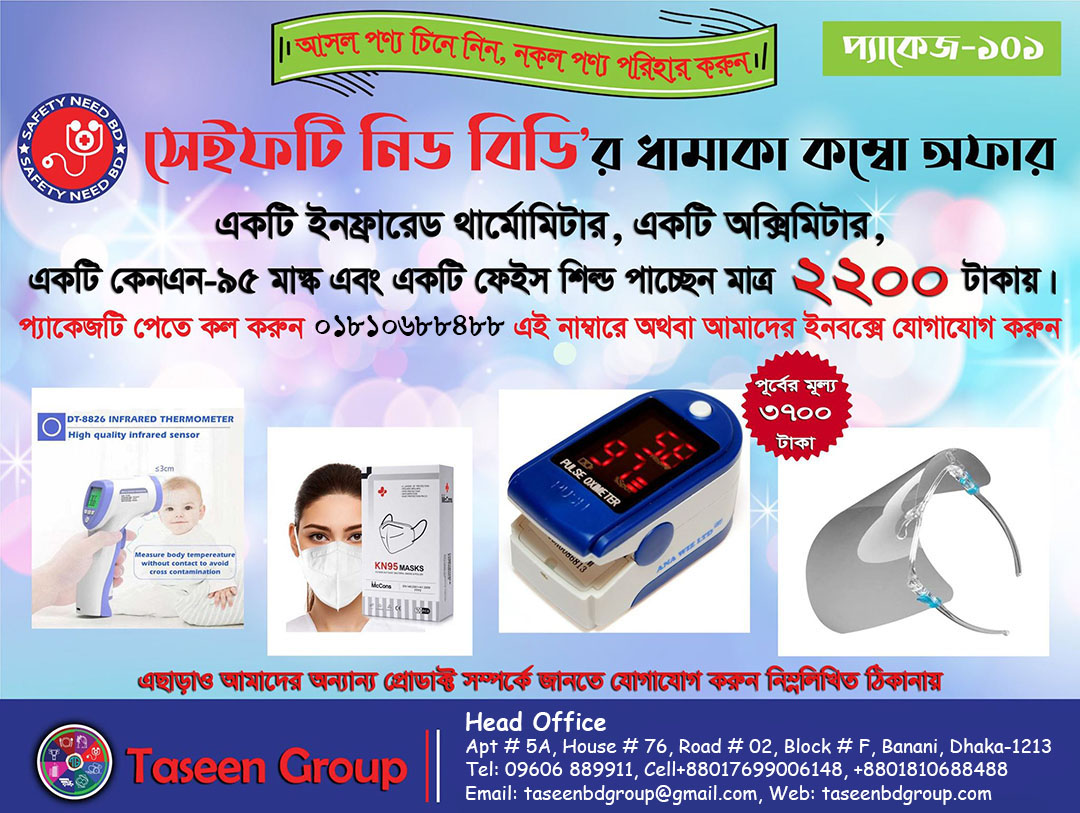 আসল পণ্য চিনে নিন, নকল পণ্য পরিহার করুন
প্যাকেজ-১০১
SAFETY NEED BD
SAFETY NEED BD
সেইফটি নিড বিডি'র ধামাকা কম্বো অফার
একটি ইনফ্রারেড থার্মোমিটার, একটি অক্সিমিটার,
একটি কেনএন-৯৫ মাস্ক এবং একটি ফেইস শিল্ড পাচ্ছেন মাত্র ২২০০ টাকায়।
প্যাকেজটি পেতে কল করুন ০১৮১০৬৮৮৪৮৮ এই নাম্বারে অথবা আমাদের ইনবক্সে যোগাযোগ করুন
DT-8826 INFRARED THERMOMETER
High quality infrared sensor
≤3cm
Measure body tempereature
without contact to avoid
cross contamination
KN95 MASKS
McCons
PULSE OXIMETER
পূর্বের মূল্য
৩৭০০
টাকা
এছাড়াও আমাদের অন্যান্য প্রোডাক্ট সম্পর্কে জানতে যোগাযোগ করুন নিম্নলিখিত ঠিকানায়
Taseen Group
Head Office
Apt # 5A, House # 76, Road # 02, Block # F, Banani, Dhaka-1213
Tel: 09606 889911, Cell+88017699006148, +8801810688488
Email: taseenbdgroup@gmail.com, Web: taseenbdgroup.com